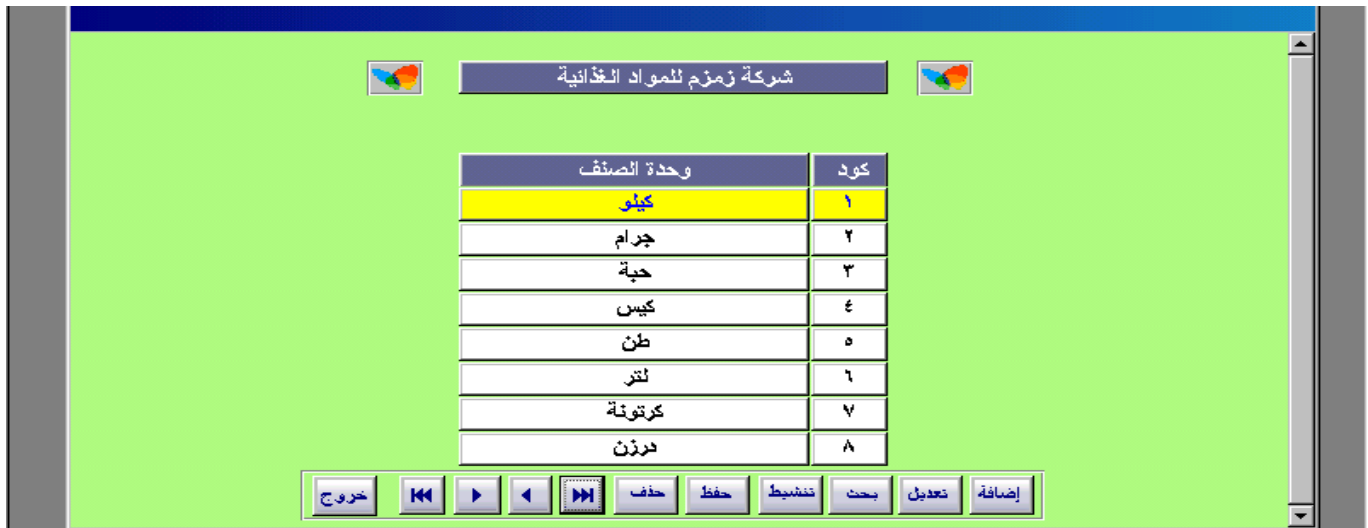 شركة زمزم للمواد الغذائية
كود وحدة الصنف
١ كيلو
٢ جرام
٣ حبة
٤ كيس
٥ طن
٦ لتر
٧ كرتونة
٨ درزن
إضافة تعديل بحث تنشيط حفظ حذف خروج